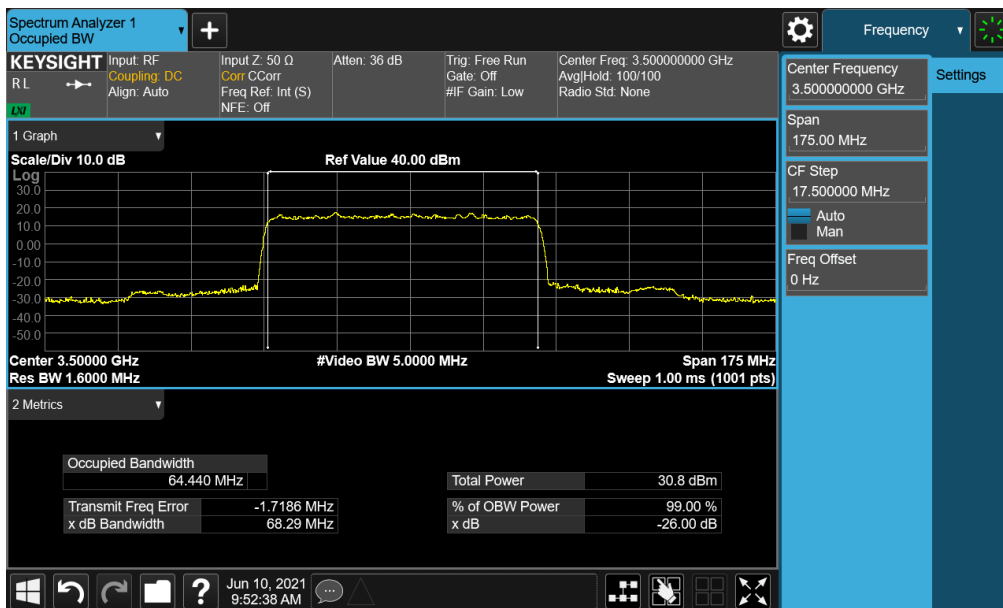 Spectrum Analyzer 1
Occupied BW
Frequency
KEYSIGHT
R L
LXI
Input: RF
Coupling: DC
Align: Auto
Input Z: 50 Ω
Corr CCorr
Freq Ref: Int (S)
NFE: Off
Atten: 36 dB
Trig: Free Run
Gate: Off
#IF Gain: Low
Center Freq: 3.500000000 GHz
Avg|Hold: 100/100
Radio Std: None
Center Frequency
3.500000000 GHz
Settings
Span
175.00 MHz
CF Step
17.500000 MHz
Auto
Man
Freq Offset
0 Hz
1 Graph
Scale/Div 10.0 dB
Ref Value 40.00 dBm
Log
30.0
20.0
10.0
0.00
-10.0
-20.0
-30.0
-40.0
-50.0
Center 3.50000 GHz
#Video BW 5.0000 MHz
Span 175 MHz
Res BW 1.6000 MHz
Sweep 1.00 ms (1001 pts)
2 Metrics
Occupied Bandwidth
64.440 MHz
Total Power 30.8 dBm
Transmit Freq Error -1.7186 MHz
% of OBW Power 99.00 %
x dB Bandwidth 68.29 MHz
x dB -26.00 dB
?
Jun 10, 2021
9:52:38 AM